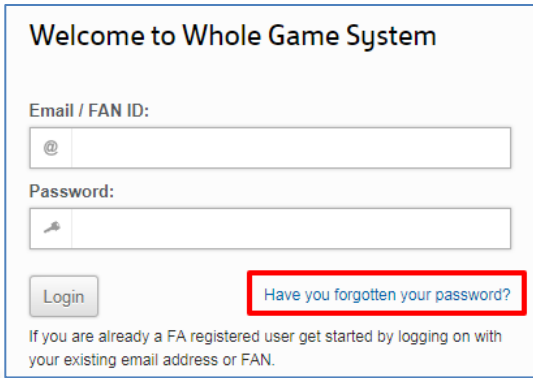 Welcome to Whole Game System
Email / FAN ID:
@
Password:
Login
Have you forgotten your password?
If you are already a FA registered user get started by logging on with
your existing email address or FAN.